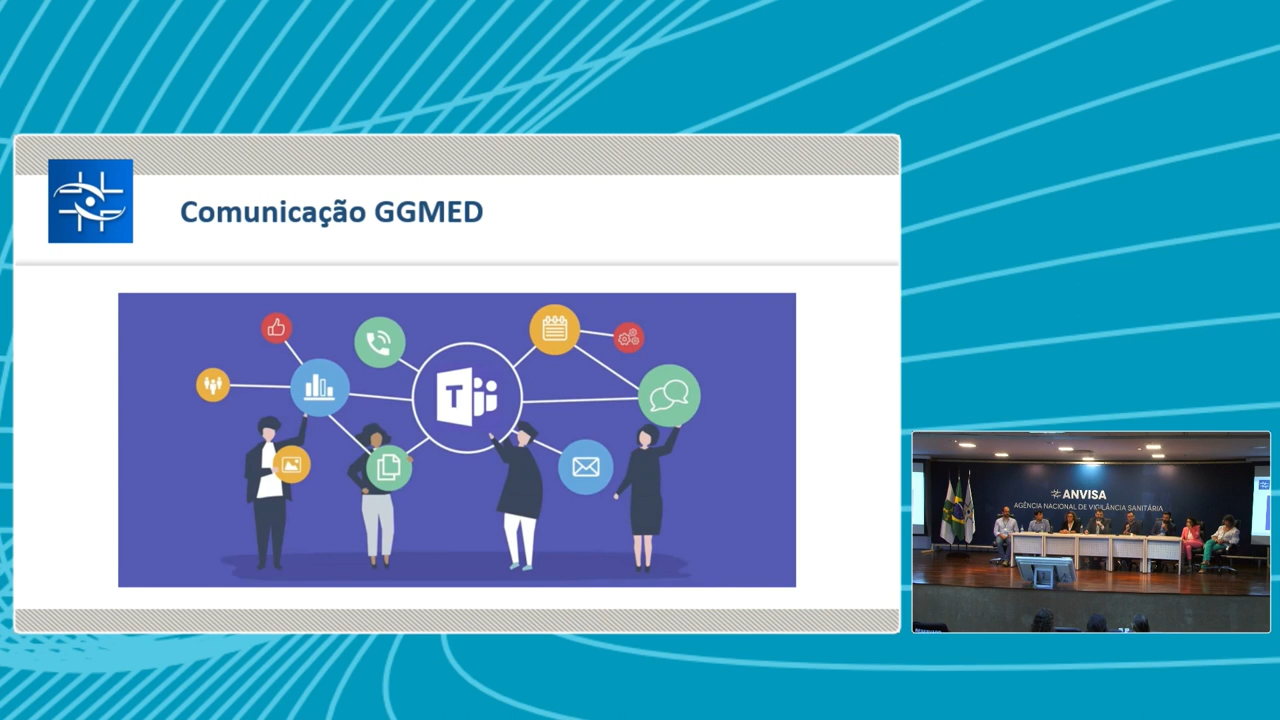 Comunicação GGMED
T
ANVISA
AGÊNCIA NACIONAL DE VIGILÂNCIA SANITÁRIA